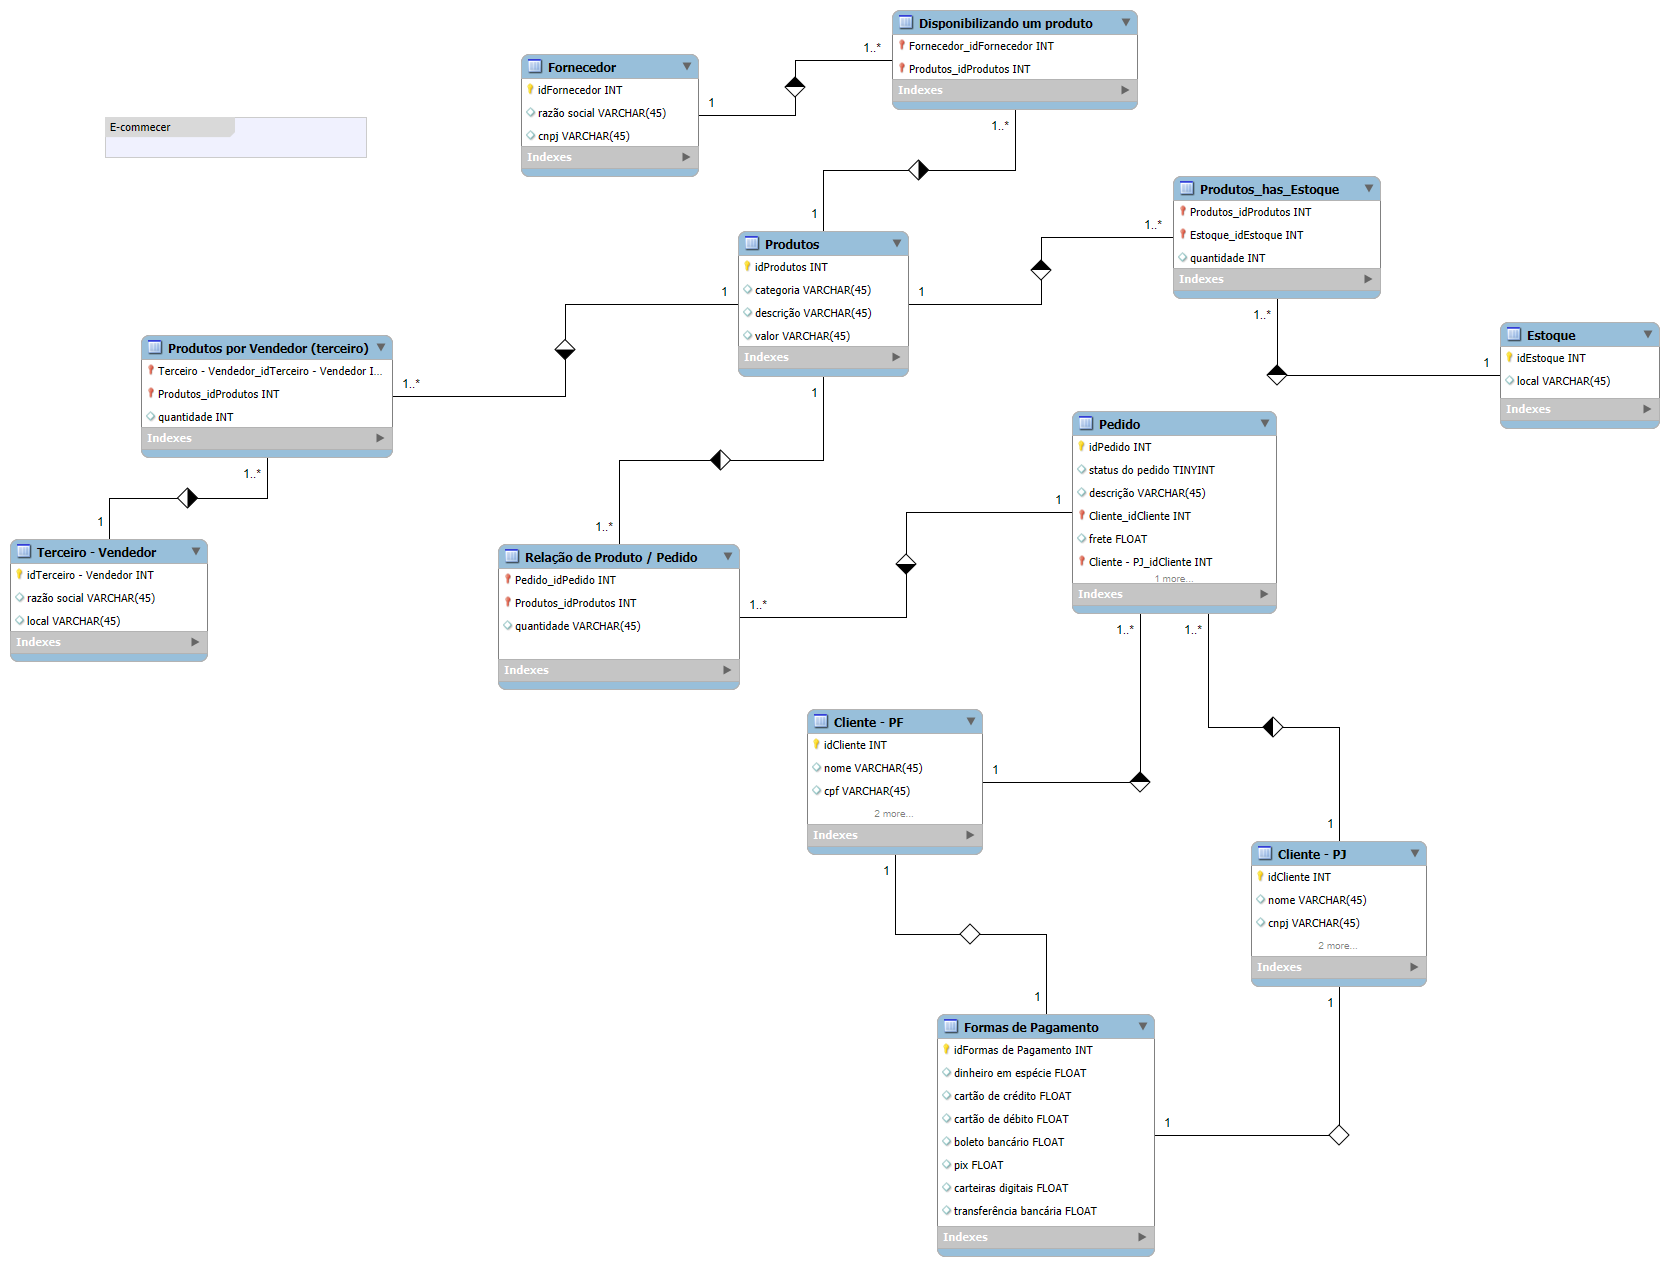 E-commecer
Fornecedor
idFornecedor INT
razão social VARCHAR(45)
cnpj VARCHAR(45)
Indexes
1
1..*
Disponibilizando um produto
Fornecedor_idFornecedor INT
Produtos_idProdutos INT
Indexes
1..*
1
Produtos
idProdutos INT
categoria VARCHAR(45)
descrição VARCHAR(45)
valor VARCHAR(45)
Indexes
1
1
1
1..*
Produtos_has_Estoque
Produtos_idProdutos INT
Estoque_idEstoque INT
quantidade INT
Indexes
1..*
1
Estoque
idEstoque INT
local VARCHAR(45)
Indexes
Produtos por Vendedor (terceiro)
Terceiro - Vendedor_idTerceiro - Vendedor I...
Produtos_idProdutos INT
quantidade INT
Indexes
1..*
1..*
1
Terceiro - Vendedor
idTerceiro - Vendedor INT
razão social VARCHAR(45)
local VARCHAR(45)
Indexes
1..*
Relação de Produto / Pedido
Pedido_idPedido INT
Produtos_idProdutos INT
quantidade VARCHAR(45)
Indexes
1..*
1
Pedido
idPedido INT
status do pedido TINYINT
descrição VARCHAR(45)
Cliente_idCliente INT
frete FLOAT
Cliente - PJ_idCliente INT
1 more...
Indexes
1..*
1..*
Cliente - PF
idCliente INT
nome VARCHAR(45)
cpf VARCHAR(45)
2 more...
Indexes
1
1
1
Cliente - PJ
idCliente INT
nome VARCHAR(45)
cnpj VARCHAR(45)
2 more...
Indexes
1
1
Formas de Pagamento
idFormas de Pagamento INT
dinheiro em espécie FLOAT
cartão de crédito FLOAT
cartão de débito FLOAT
boleto bancário FLOAT
pix FLOAT
carteiras digitais FLOAT
transferência bancária FLOAT
Indexes
1